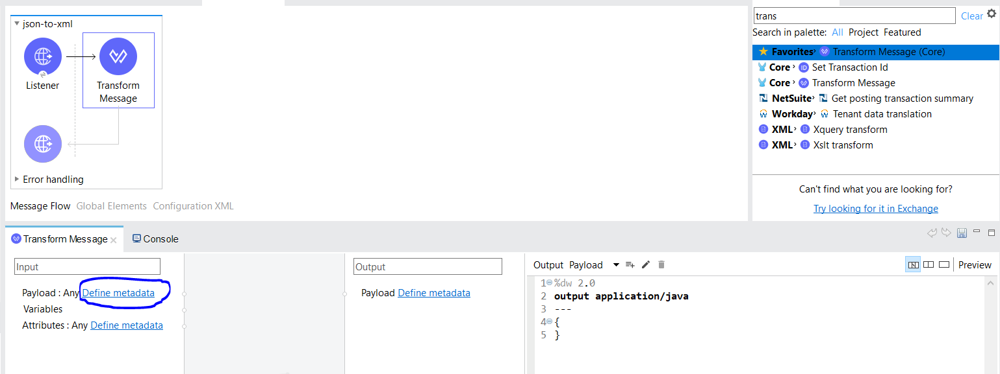 json-to-xml
Listener
Transform
Message
Error handling
Message Flow Global Elements Configuration XML
trans
Clear
Search in palette: All Project Featured
Favorites› Transform Message (Core)
Core › ID Set Transaction Id
Core › Transform Message
NetSuite› Get posting transaction summary
Workday› Tenant data translation
XML› Xquery transform
XML› Xslt transform
Can't find what you are looking for?
Try looking for it in Exchange
Transform Message Console
Input
Payload : Any Define metadata
Variables
Attributes : Any Define metadata
Output
Payload Define metadata
Output Payload Preview
1 %dw 2.0
2 output application/java
3 ---
4 {
5 }